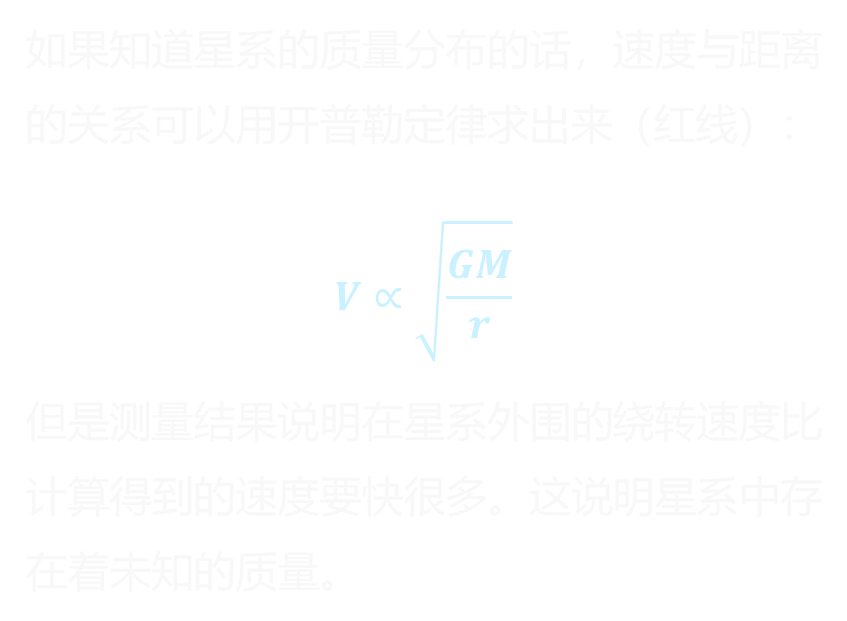 如果知道星系的质量分布的话，速度与距离
的关系可以用开普勒定律求出来（红线）：
V ∝ √(GM/r)
但是测量结果说明在星系外围的绕转速度比
计算得到的速度要快很多。这说明星系中存
在着未知的质量。